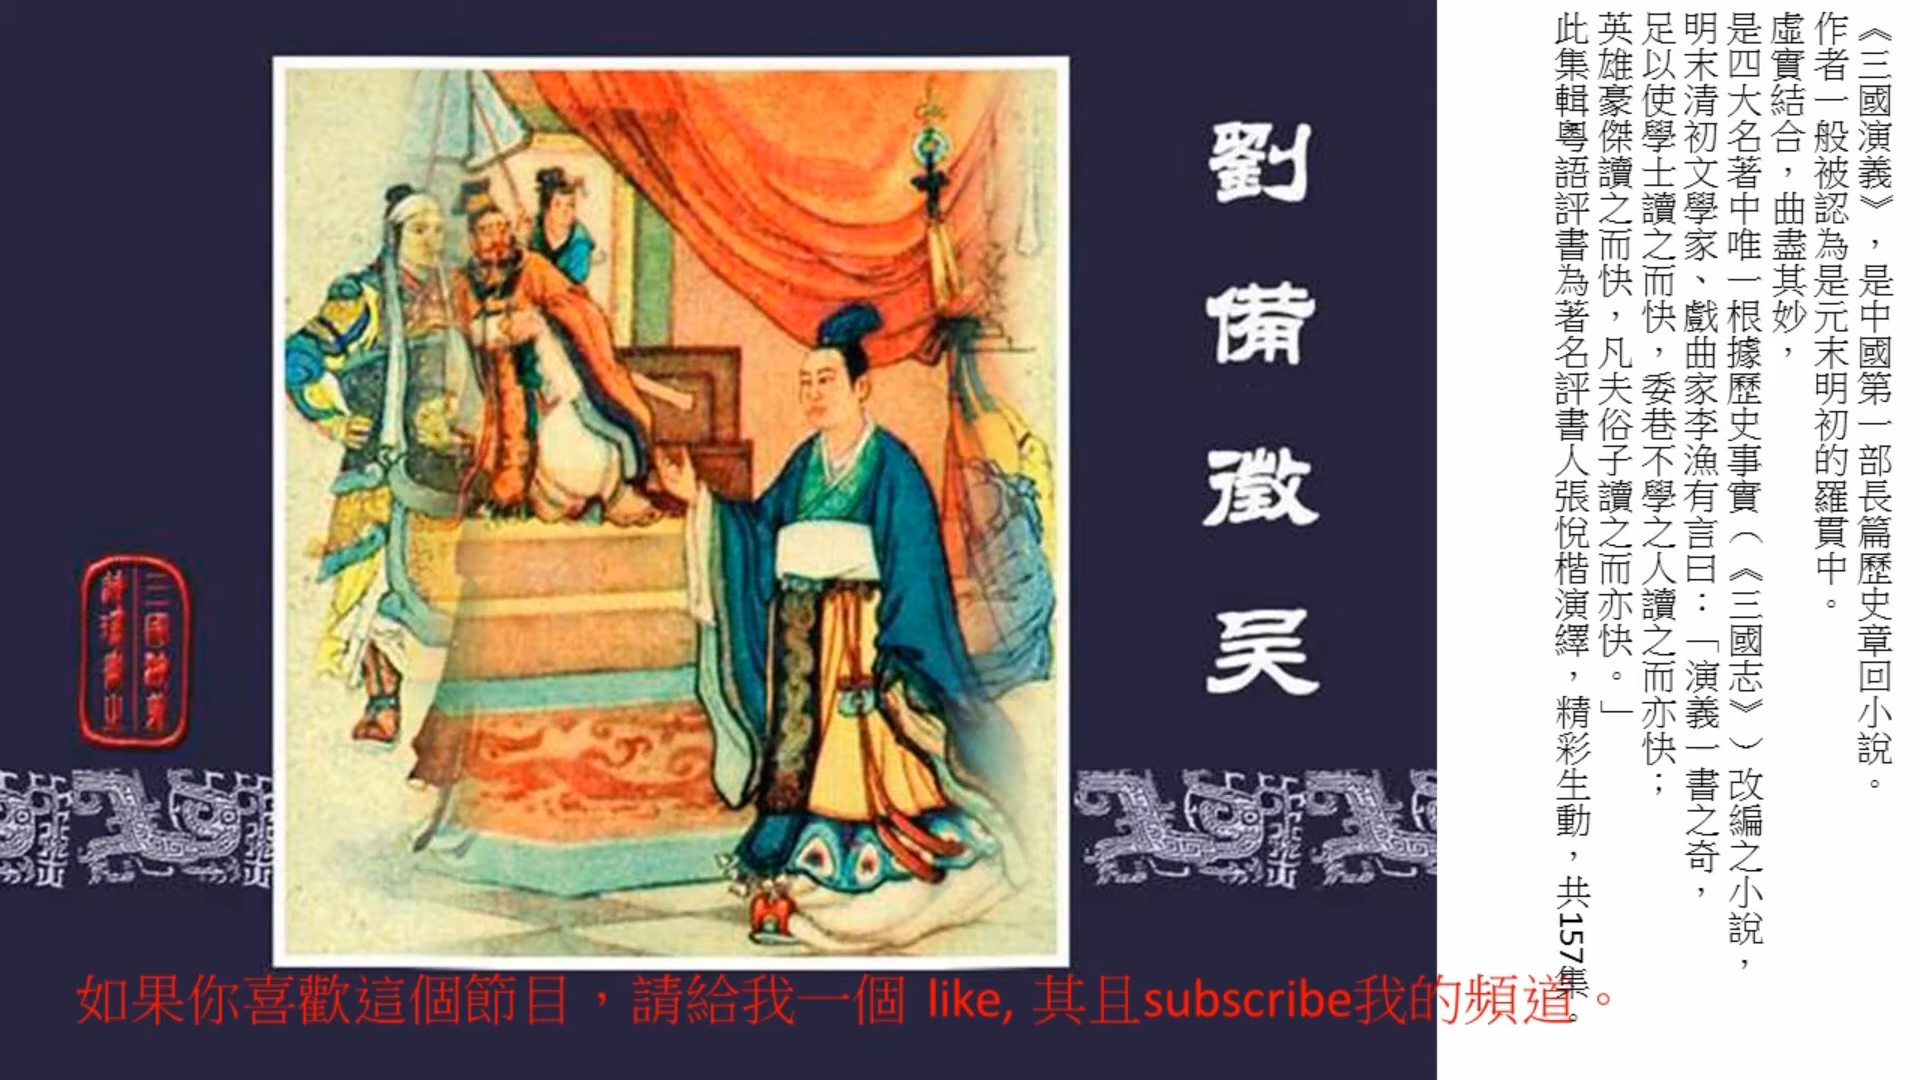 《三國演義》，是中國第一部長篇歷史章回小說。
作者一般被認為是元末明初的羅貫中。
虛實結合，曲盡其妙，
是四大名著中唯一根據歷史事實（《三國志》）改編之小說，
明末清初文學家、戲曲家李漁有言曰：「演義一書之奇，
足以使學士讀之而快，委巷不學之人讀之而亦快；
英雄豪傑讀之而快，凡夫俗子讀之而亦快。」
此集輯粵語評書為著名評書人張悅楷演繹，精彩生動，共157集。
劉備徵吴
如果你喜歡這個節目，請給我一個 like, 其且subscribe我的頻道。